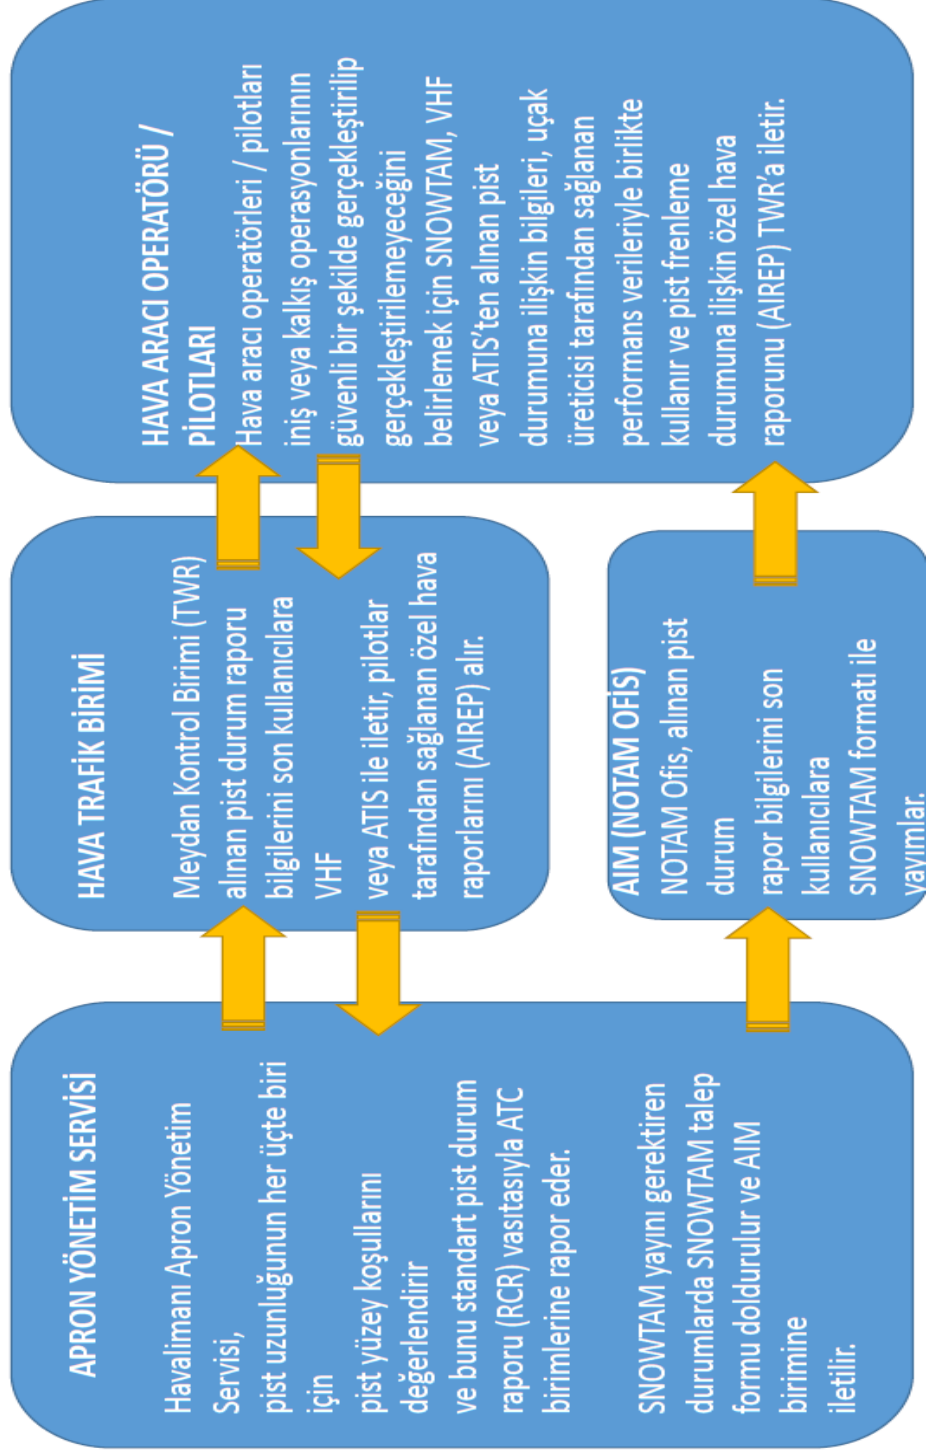 APRON YÖNETİM SERVİSİ
Havalimanı Apron Yönetim
Servisi,
pist uzunluğunun her üçte biri
için
pist yüzey koşullarını
değerlendirir
ve bunu standart pist durum
raporu (RCR) vasıtasıyla ATC
birimlerine rapor eder.
SNOWTAM yayını gerektiren
durumlarda SNOWTAM talep
formu doldurulur ve AIM
birimine
iletilir.
HAVA TRAFİK BİRİMİ
Meydan Kontrol Birimi (TWR)
alınan pist durum raporu
bilgilerini son kullanıcılara
VHF
veya ATIS ile iletir, pilotlar
tarafından sağlanan özel hava
raporlarını (AIREP) alır.
AIM (NOTAM OFİS)
NOTAM Ofis, alınan pist
durum
rapor bilgilerini son
kullanıcılara
SNOWTAM formatı ile
yayımlar.
HAVA ARACI OPERATÖRÜ /
PİLOTLARI
Hava aracı operatörleri / pilotları
iniş veya kalkış operasyonlarının
güvenli bir şekilde gerçekleştirilip
gerçekleştirilemeyeceğini
belirlemek için SNOWTAM, VHF
veya ATIS’ten alınan pist
durumuna ilişkin bilgileri, uçak
üreticisi tarafından sağlanan
performans verileriyle birlikte
kullanır ve pist frenleme
durumuna ilişkin özel hava
raporunu (AIREP) TWR’a iletir.